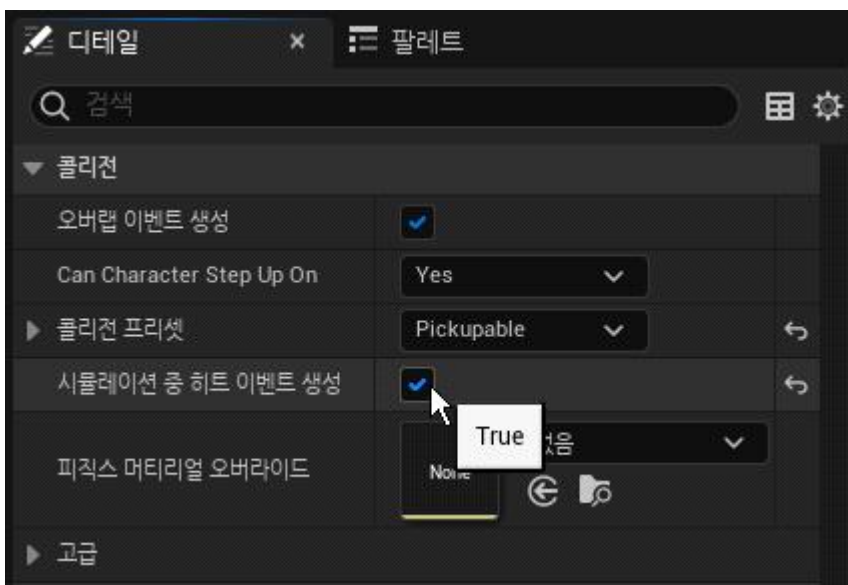 디테일 × 팔레트
검색
콜리전
오버랩 이벤트 생성
Can Character Step Up On Yes
콜리전 프리셋 Pickupable
시뮬레이션 중 히트 이벤트 생성
True
피직스 머티리얼 오버라이드 None
고급